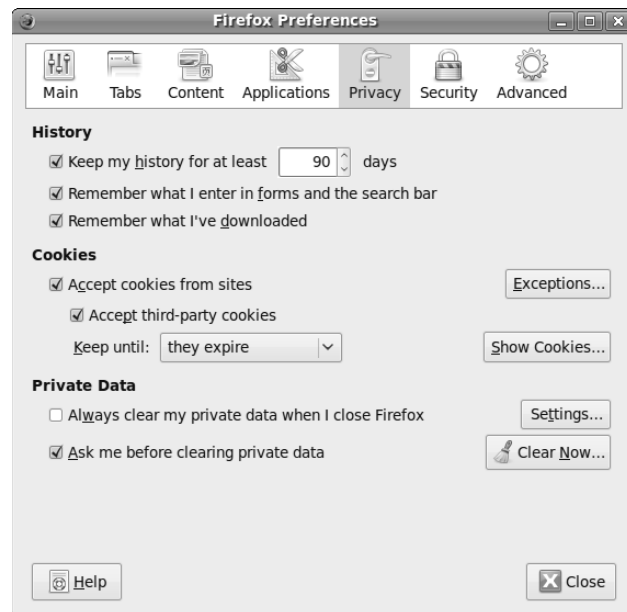 Firefox Preferences
Main Tabs Content Applications Privacy Security Advanced
History
Keep my history for at least 90 days
Remember what I enter in forms and the search bar
Remember what I've downloaded
Cookies
Accept cookies from sites Exceptions...
Accept third-party cookies
Keep until: they expire Show Cookies...
Private Data
Always clear my private data when I close Firefox Settings...
Ask me before clearing private data Clear Now...
Help Close